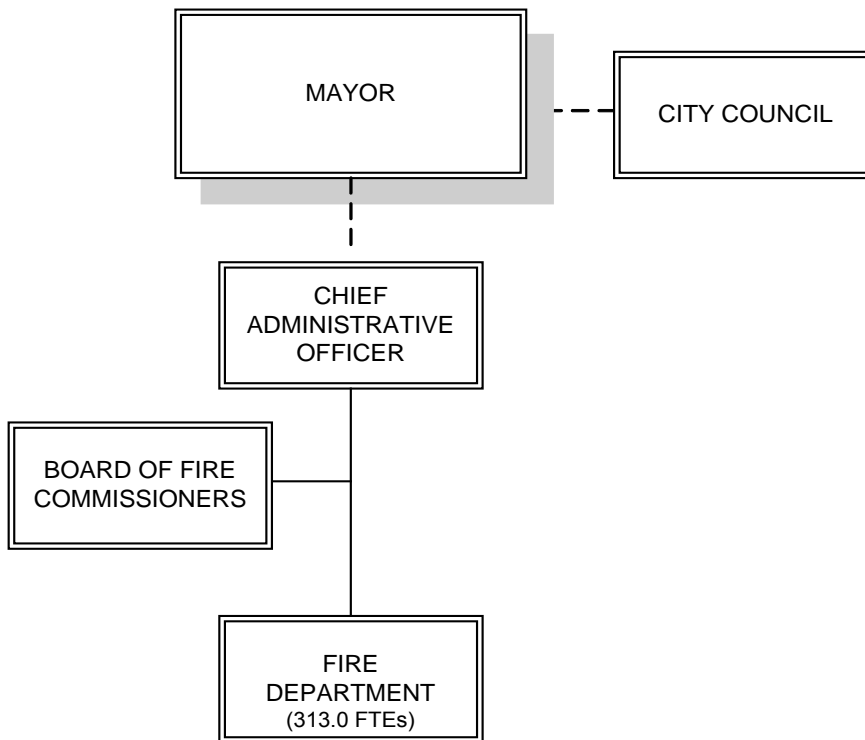 MAYOR
CITY COUNCIL
CHIEF
ADMINISTRATIVE
OFFICER
BOARD OF FIRE
COMMISSIONERS
FIRE
DEPARTMENT
(313.0 FTEs)